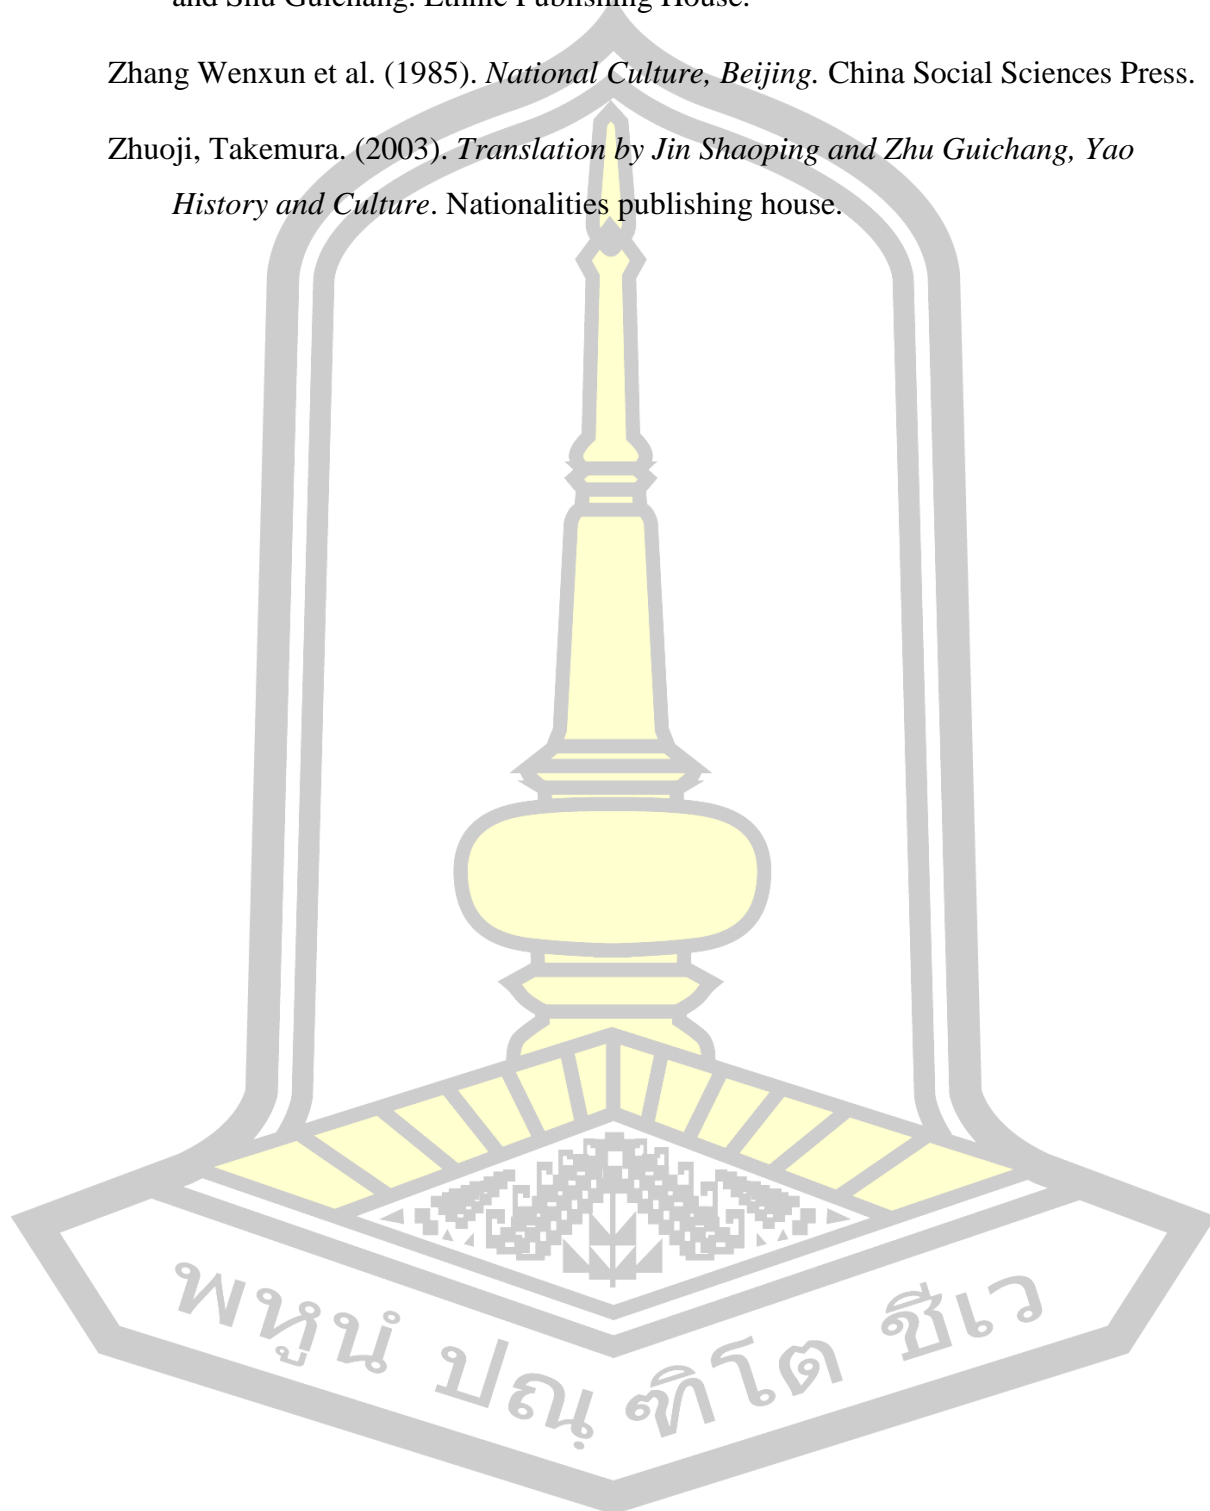 and Shu Guichang. Ethnic Publishing House.
Zhang Wenxun et al. (1985). National Culture, Beijing. China Social Sciences Press.
Zhuoji, Takemura. (2003). Translation by Jin Shaoping and Zhu Guichang, Yao
History and Culture. Nationalities publishing house.
พหูนํ ปณฺฑิโต ชีเว